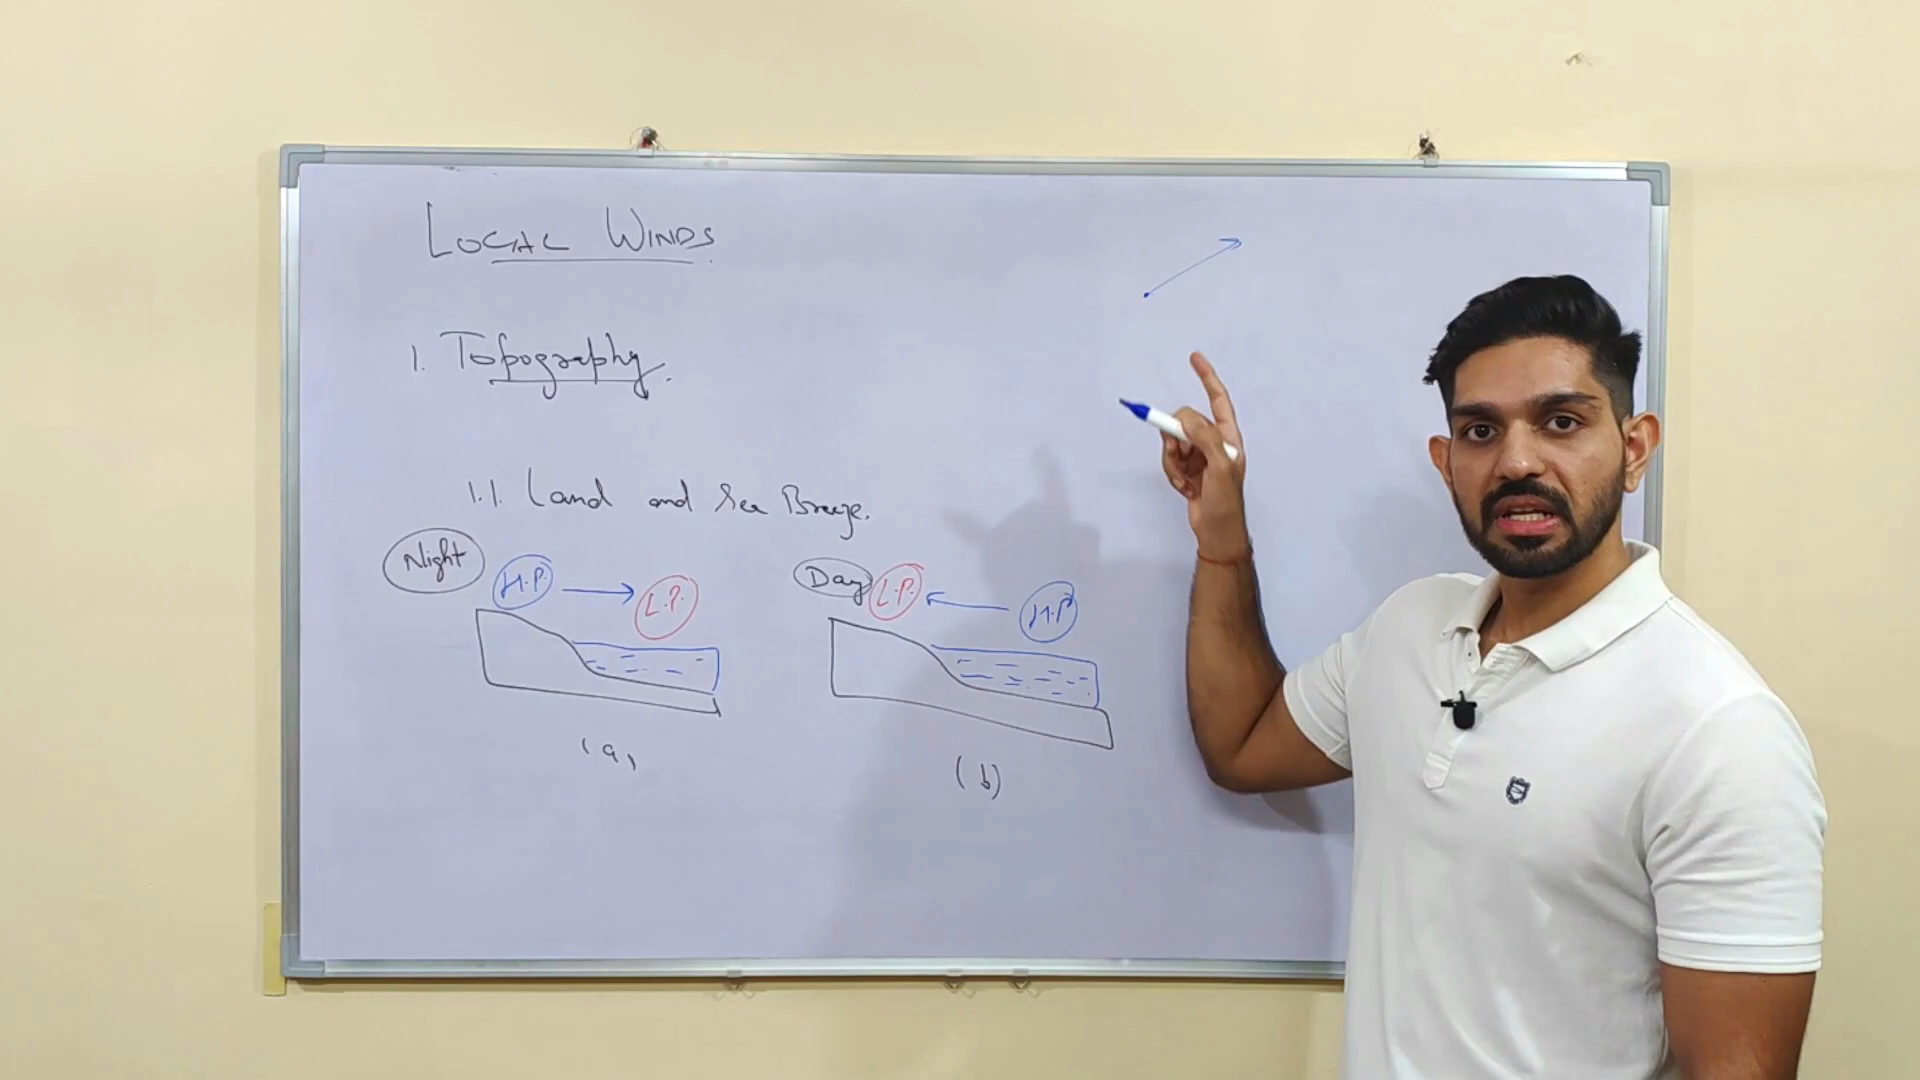 LOCAL WINDS
1. Topography.
1.1. Land and Sea Breeze.
Night H.P. L.P.
Day L.P. H.P
(a)
(b)